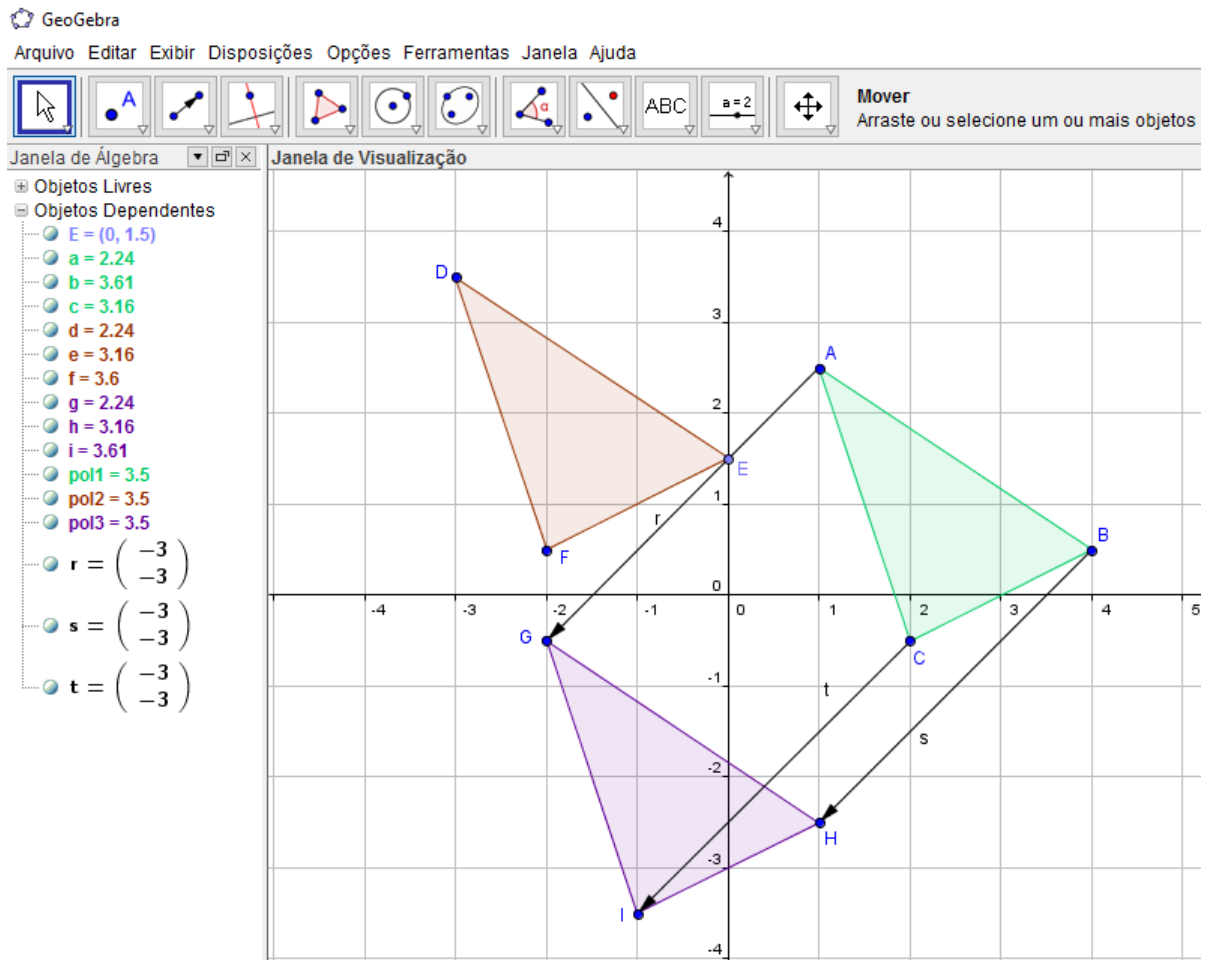 GeoGebra
Arquivo Editar Exibir Disposições Opções Ferramentas Janela Ajuda
A
α
ABC
a = 2
Mover
Arraste ou selecione um ou mais objetos
Janela de Álgebra
Janela de Visualização
Objetos Livres
Objetos Dependentes
E = (0, 1.5)
a = 2.24
b = 3.61
c = 3.16
d = 2.24
e = 3.16
f = 3.6
g = 2.24
h = 3.16
i = 3.61
pol1 = 3.5
pol2 = 3.5
pol3 = 3.5
r = ( −3
−3 )
s = ( −3
−3 )
t = ( −3
−3 )
4
D
3
A
2
E
1
r
F
B
0
-4 -3 -2 -1 0 1 2 3 4 5
G
C
-1
t
s
-2
H
-3
I
-4